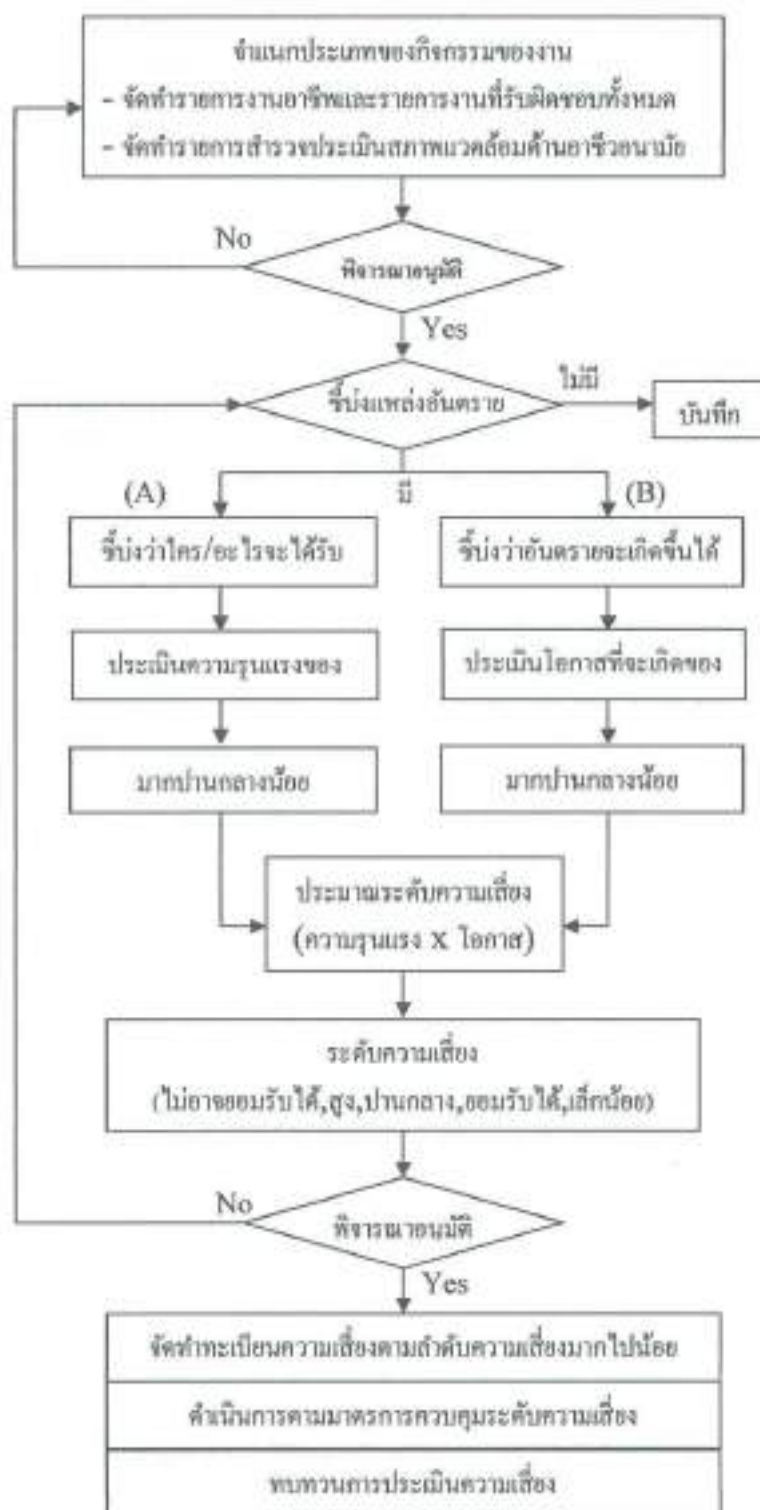 จำแนกประเภทของกิจกรรมของงาน
- จัดทำรายการงานอาชีพและรายการงานที่รับผิดชอบทั้งหมด
- จัดทำรายการสำรวจประเมินสภาพแวดล้อมด้านอาชีวอนามัย
No
พิจารณาอนุมัติ
Yes
ชี้บ่งแหล่งอันตราย
ไม่มี
บันทึก
(A)
มี
(B)
ชี้บ่งว่าใคร/อะไรจะได้รับ
ชี้บ่งว่าอันตรายจะเกิดขึ้นได้
ประเมินความรุนแรงของ
ประเมินโอกาสที่จะเกิดของ
มากปานกลางน้อย
มากปานกลางน้อย
ประมาณระดับความเสี่ยง
(ความรุนแรง X โอกาส)
ระดับความเสี่ยง
(ไม่อาจยอมรับได้,สูง,ปานกลาง,ยอมรับได้,เล็กน้อย)
No
พิจารณาอนุมัติ
Yes
จัดทำทะเบียนความเสี่ยงตามลำดับความเสี่ยงมากไปน้อย
ดำเนินการตามมาตรการควบคุมระดับความเสี่ยง
ทบทวนการประเมินความเสี่ยง